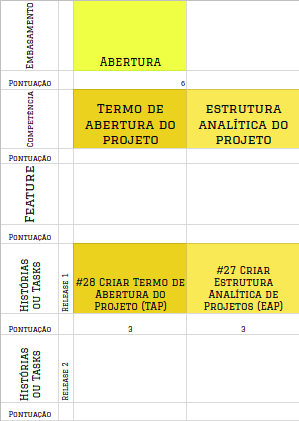 Embasamento
Abertura
Pontuação
6
Competência
Termo de
abertura do
projeto
estrutura
analítica do
projeto
Pontuação
Feature
Pontuação
Histórias
ou Tasks
Release 1
#28 Criar Termo de
Abertura do
Projeto (TAP)
#27 Criar
Estrutura
Analítica de
Projetos (EAP)
Pontuação
3
3
Histórias
ou Tasks
Release 2
Pontuação